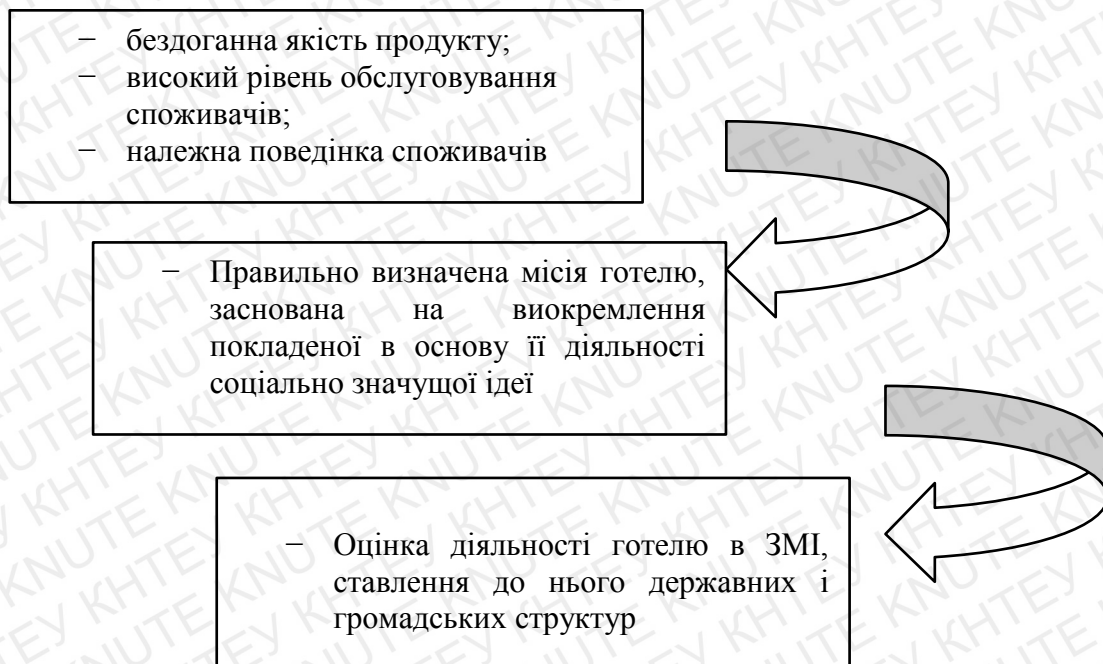 − бездоганна якість продукту;
− високий рівень обслуговування
споживачів;
− належна поведінка споживачів
− Правильно визначена місія готелю,
заснована на виокремлення
покладеної в основу її діяльності
соціально значущої ідеї
− Оцінка діяльності готелю в ЗМІ,
ставлення до нього державних і
громадських структур